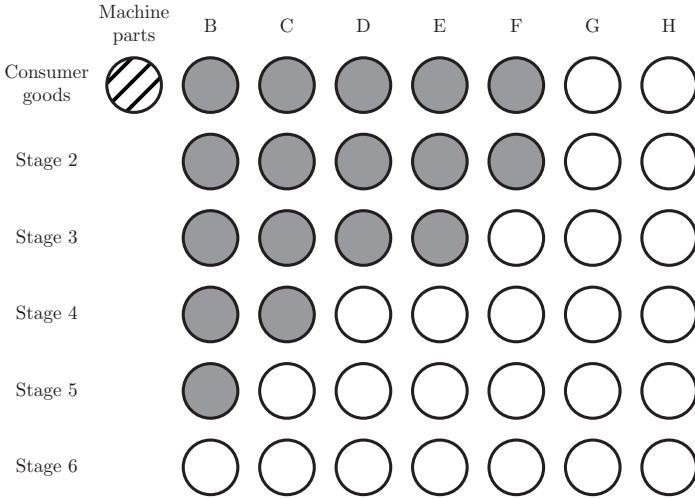 Machine
parts
B C D E F G H
Consumer
goods
Stage 2
Stage 3
Stage 4
Stage 5
Stage 6